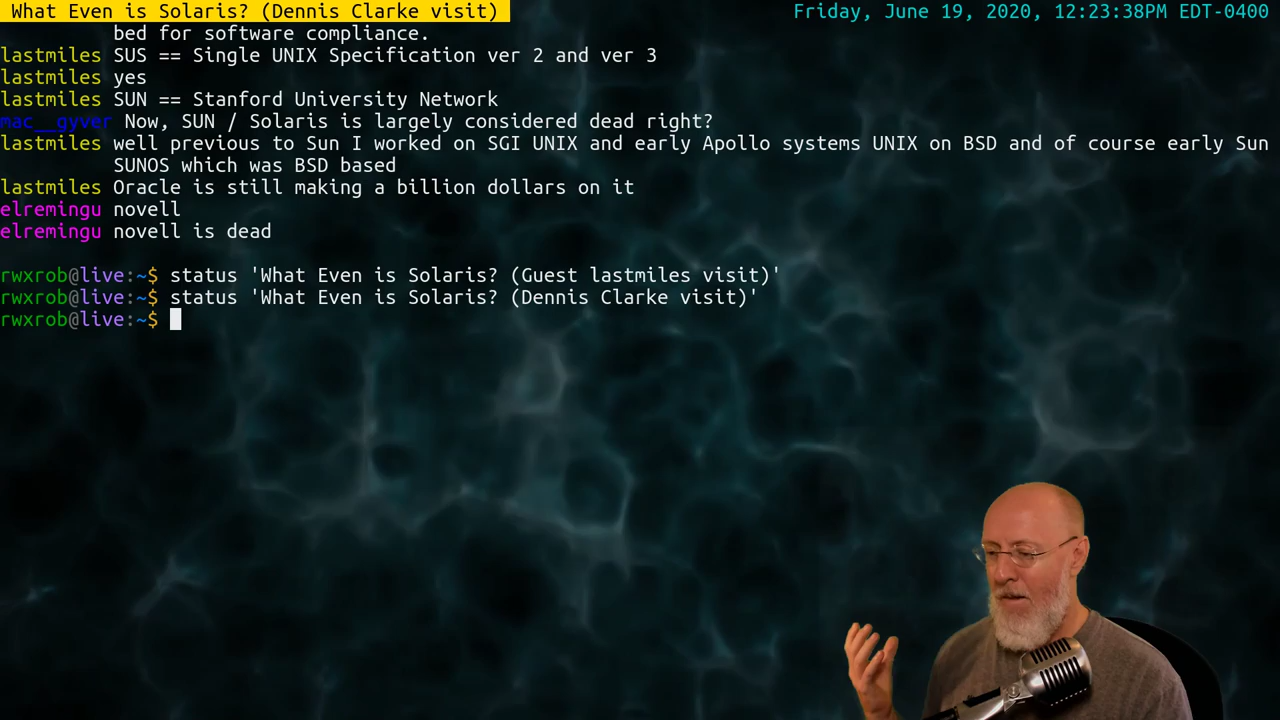 What Even is Solaris? (Dennis Clarke visit)
Friday, June 19, 2020, 12:23:38PM EDT-0400
bed for software compliance.
lastmiles SUS == Single UNIX Specification ver 2 and ver 3
lastmiles yes
lastmiles SUN == Stanford University Network
mac__gyver Now, SUN / Solaris is largely considered dead right?
lastmiles well previous to Sun I worked on SGI UNIX and early Apollo systems UNIX on BSD and of course early Sun
SUNOS which was BSD based
lastmiles Oracle is still making a billion dollars on it
elremingu novell
elremingu novell is dead
rwxrob@live:~$ status 'What Even is Solaris? (Guest lastmiles visit)'
rwxrob@live:~$ status 'What Even is Solaris? (Dennis Clarke visit)'
rwxrob@live:~$